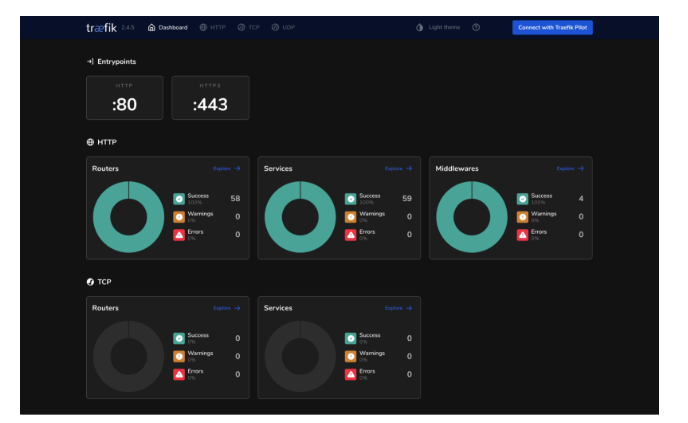 træfik 2.4.5 Dashboard HTTP TCP UDP Light theme Connect with Traefik Pilot
Entrypoints
HTTP HTTPS
:80 :443
HTTP
Routers Explore
Success 58
100%
Warnings 0
0%
Errors 0
0%
Services Explore
Success 59
100%
Warnings 0
0%
Errors 0
0%
Middlewares Explore
Success 4
100%
Warnings 0
0%
Errors 0
0%
TCP
Routers Explore
Success 0
0%
Warnings 0
0%
Errors 0
0%
Services Explore
Success 0
0%
Warnings 0
0%
Errors 0
0%